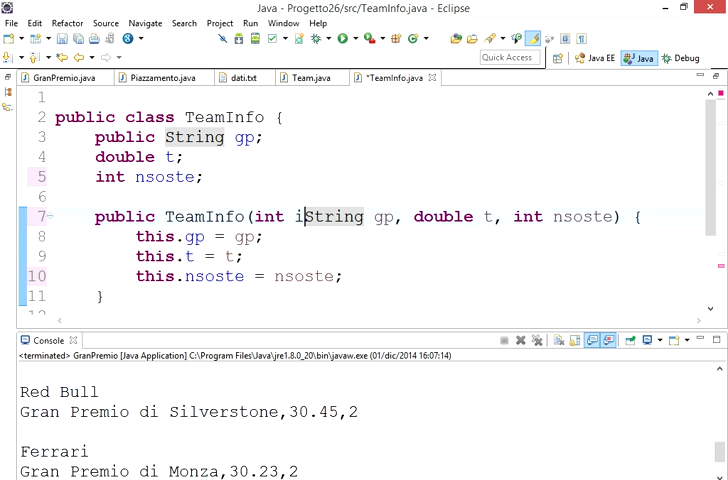 Java - Progetto26/src/TeamInfo.java - Eclipse
File Edit Refactor Source Navigate Search Project Run Window Help
Quick Access Java EE Java Debug
GranPremio.java Piazzamento.java dati.txt Team.java *TeamInfo.java
1
2 public class TeamInfo {
3 public String gp;
4 double t;
5 int nsoste;
6
7 public TeamInfo(int iString gp, double t, int nsoste) {
8 this.gp = gp;
9 this.t = t;
10 this.nsoste = nsoste;
11 }
Console
<terminated> GranPremio [Java Application] C:\Program Files\Java\jre1.8.0_20\bin\javaw.exe (01/dic/2014 16:07:14)
Red Bull
Gran Premio di Silverstone,30.45,2
Ferrari
Gran Premio di Monza,30.23,2